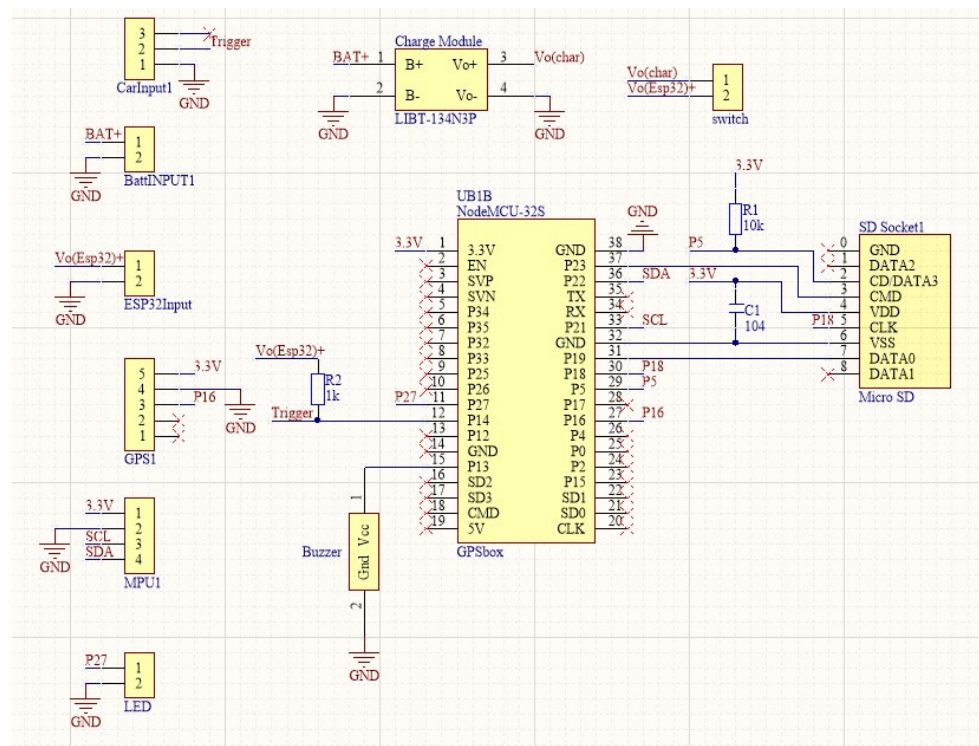 3
2
1
Trigger
GND
CarInput1
Charge Module
BAT+ 1 B+ Vo+ 3 Vo(char)
2 B- Vo- 4
GND
GND
LIBT-134N3P
Vo(char) 1
Vo(Esp32)+ 2
switch
BAT+ 1
2
GND
BattINPUT1
Vo(Esp32)+ 1
2
GND
ESP32Input
3.3V
R1
10k
UB1B
NodeMCU-32S
GND
3.3V 1 3.3V GND 38
2 EN P23 37
3 SVP P22 36 SDA
4 SVN TX 35
5 P34 RX 34
6 P35 P21 33 SCL
7 P32 GND 32
8 P33 P19 31
9 P25 P18 30 P18
10 P26 P5 29 P5
P27 11 P27 P17 28
12 P14 P16 27 P16
13 P12 P4 26
14 GND P0 25
15 P13 P2 24
16 SD2 P15 23
17 SD3 SD1 22
18 CMD SD0 21
19 5V CLK 20
GPSbox
Vo(Esp32)+
R2
1k
Trigger
SD Socket1
0 GND
1 DATA2
P5 2 CD/DATA3
3 CMD
3.3V 4 VDD
P18 5 CLK
6 VSS
7 DATA0
8 DATA1
Micro SD
C1
104
5 3.3V
4
3 P16
2
1
GND
GPS1
3.3V 1
2
SCL 3
SDA 4
GND
MPU1
1
Buzzer
Gnd Vcc
2
GND
P27 1
2
GND
LED